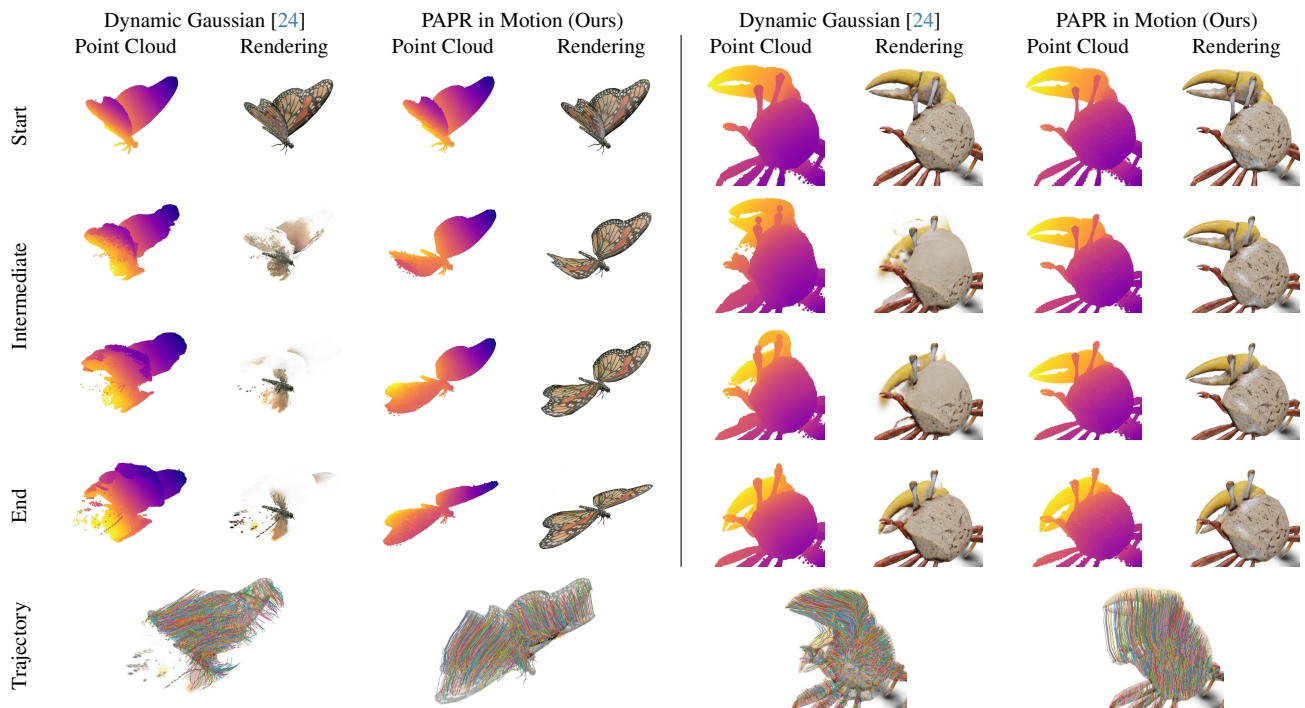 Dynamic Gaussian [24] PAPR in Motion (Ours) Dynamic Gaussian [24] PAPR in Motion (Ours)
Point Cloud Rendering Point Cloud Rendering Point Cloud Rendering Point Cloud Rendering
Start
Intermediate
End
Trajectory